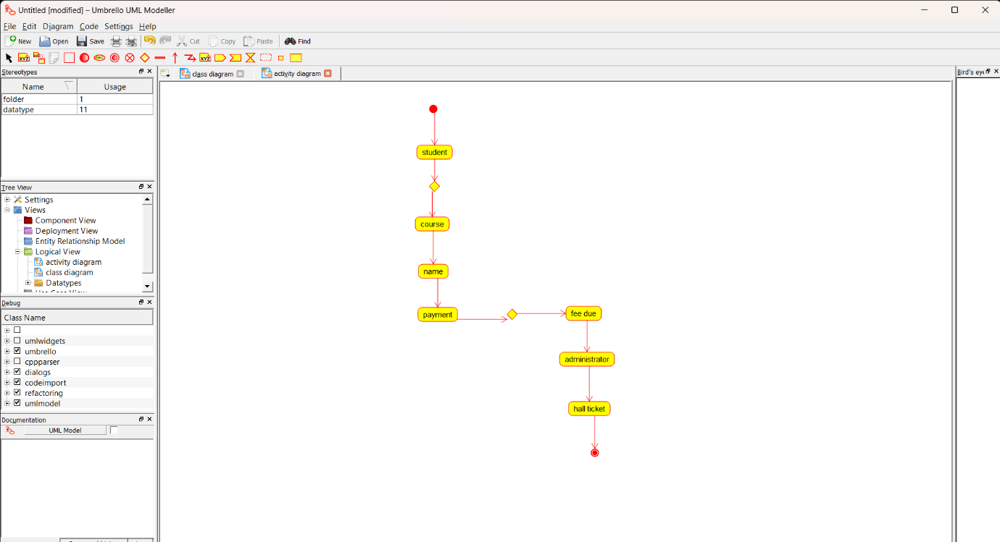 Untitled [modified] – Umbrello UML Modeller
File Edit Diagram Code Settings Help
New Open Save Cut Copy Paste Find
XYZ ABC XYZ
Stereotypes
Name Usage
folder 1
datatype 11
class diagram activity diagram
Bird's eye
student
course
name
payment
fee due
administrator
hall ticket
Tree View
Settings
Views
Component View
Deployment View
Entity Relationship Model
Logical View
activity diagram
class diagram
Datatypes
Debug
Class Name
umlwidgets
umbrello
cppparser
dialogs
codeimport
refactoring
umlmodel
Documentation
UML Model